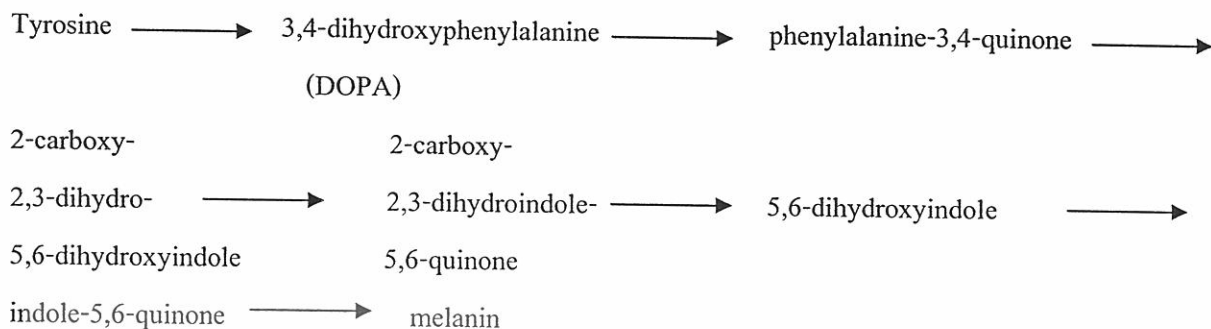 Tyrosine ⟶ 3,4-dihydroxyphenylalanine ⟶ phenylalanine-3,4-quinone ⟶
(DOPA)
2-carboxy- 2-carboxy-
2,3-dihydro- ⟶ 2,3-dihydroindole- ⟶ 5,6-dihydroxyindole ⟶
5,6-dihydroxyindole 5,6-quinone
indole-5,6-quinone ⟶ melanin